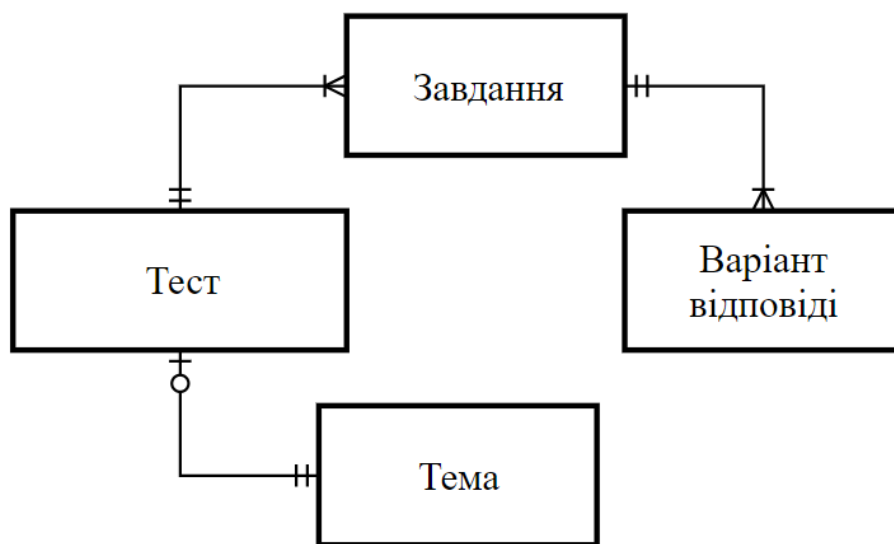 Завдання
Тест
Варіант
відповіді
Тема